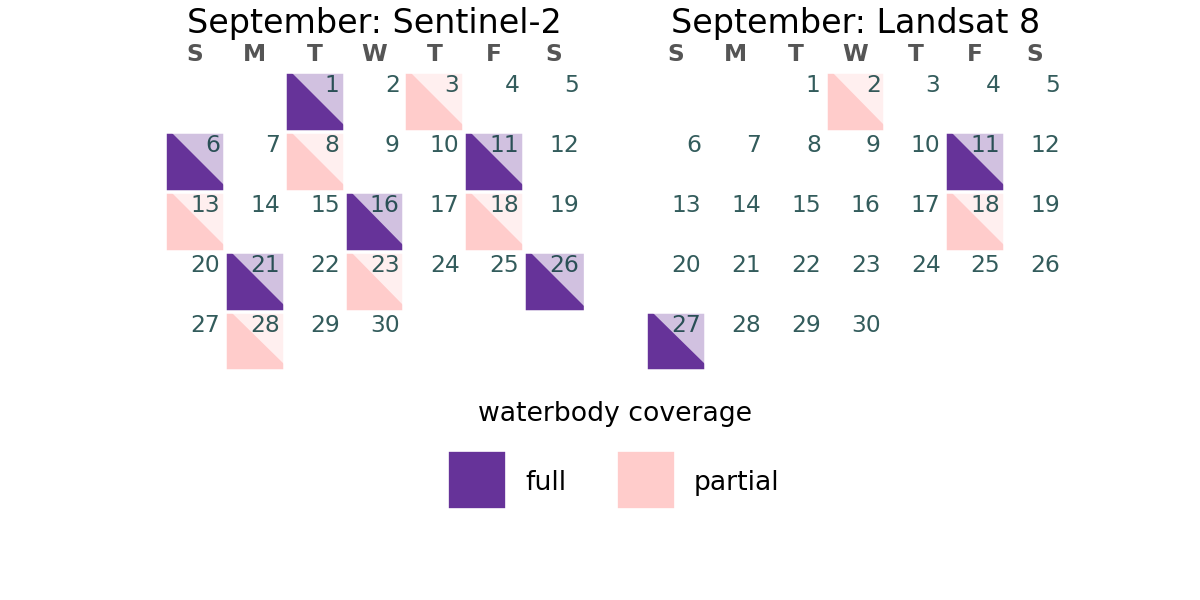 September: Sentinel-2
S M T W T F S
1 2 3 4 5
6 7 8 9 10 11 12
13 14 15 16 17 18 19
20 21 22 23 24 25 26
27 28 29 30
September: Landsat 8
S M T W T F S
1 2 3 4 5
6 7 8 9 10 11 12
13 14 15 16 17 18 19
20 21 22 23 24 25 26
27 28 29 30
waterbody coverage
full partial